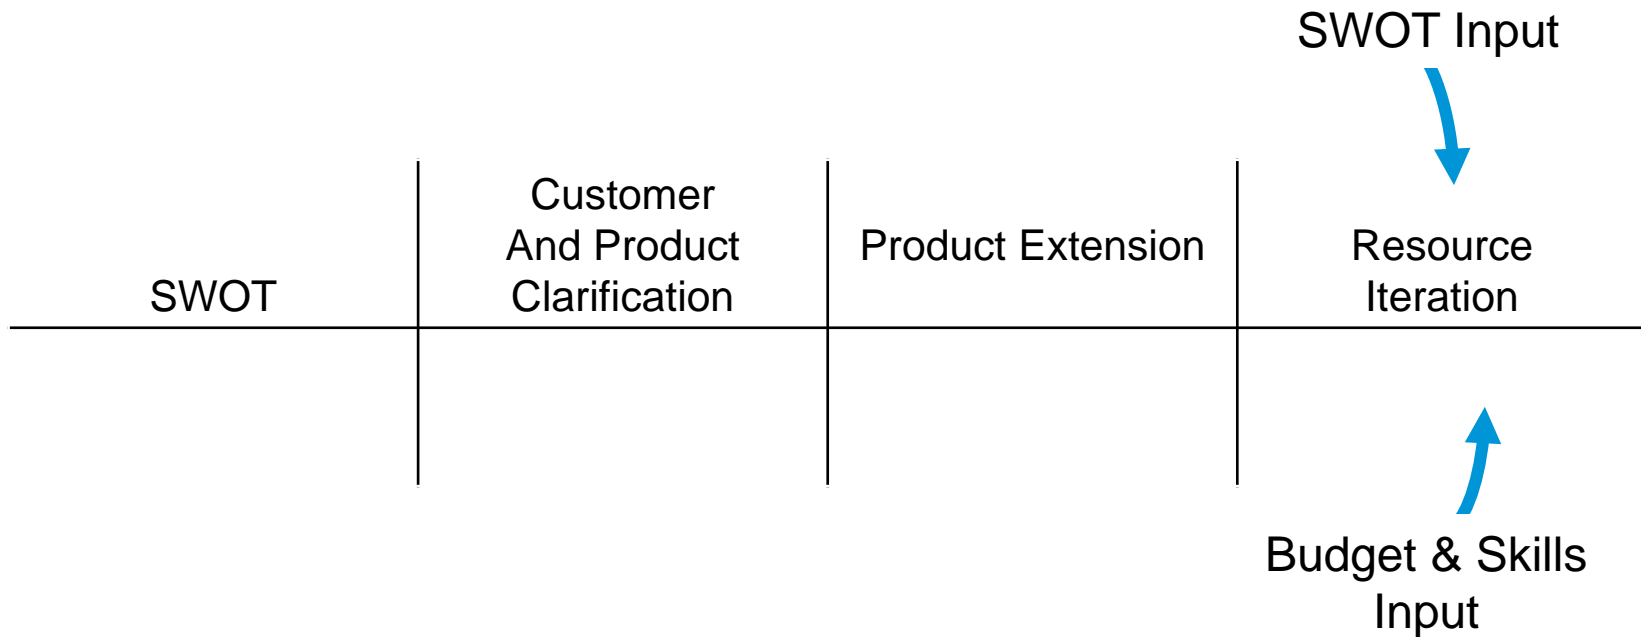 SWOT Input
SWOT
Customer
And Product
Clarification
Product Extension
Resource
Iteration
Budget & Skills
Input